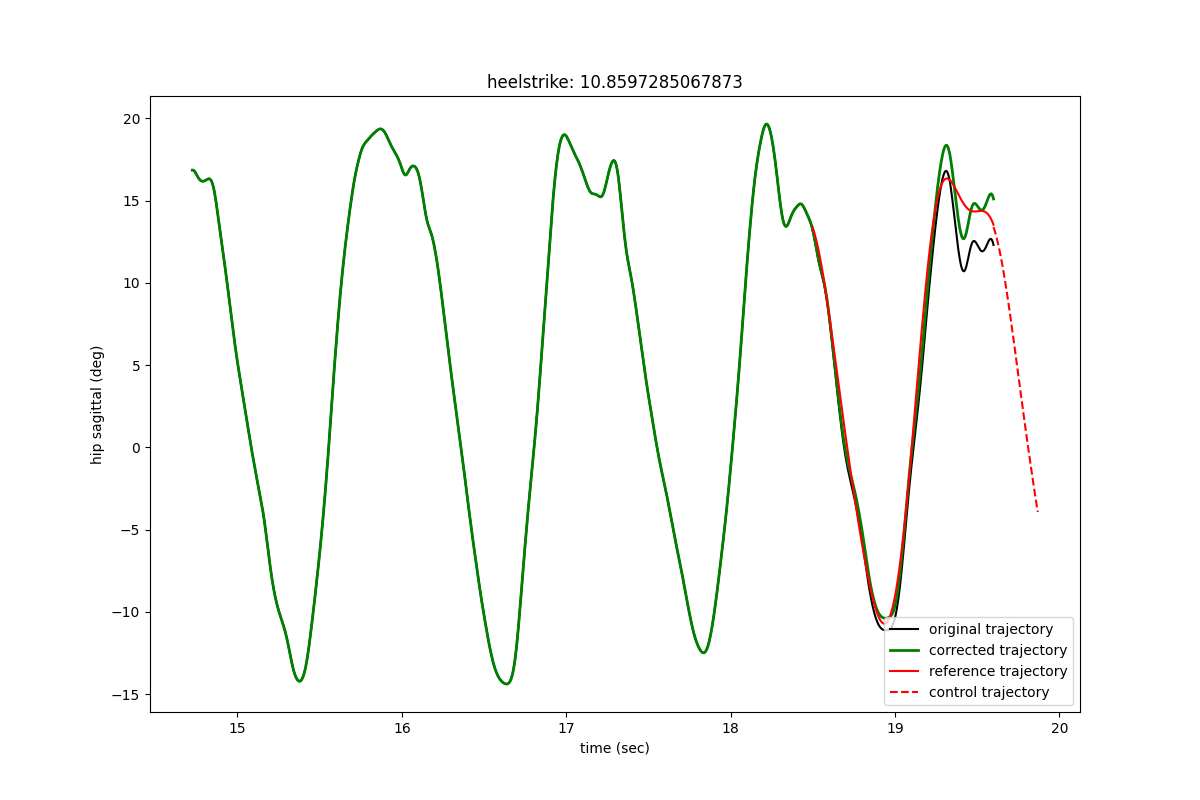 heelstrike: 10.8597285067873
20
15
10
5
0
−5
−10
−15
hip sagittal (deg)
original trajectory
corrected trajectory
reference trajectory
control trajectory
15 16 17 18 19 20
time (sec)